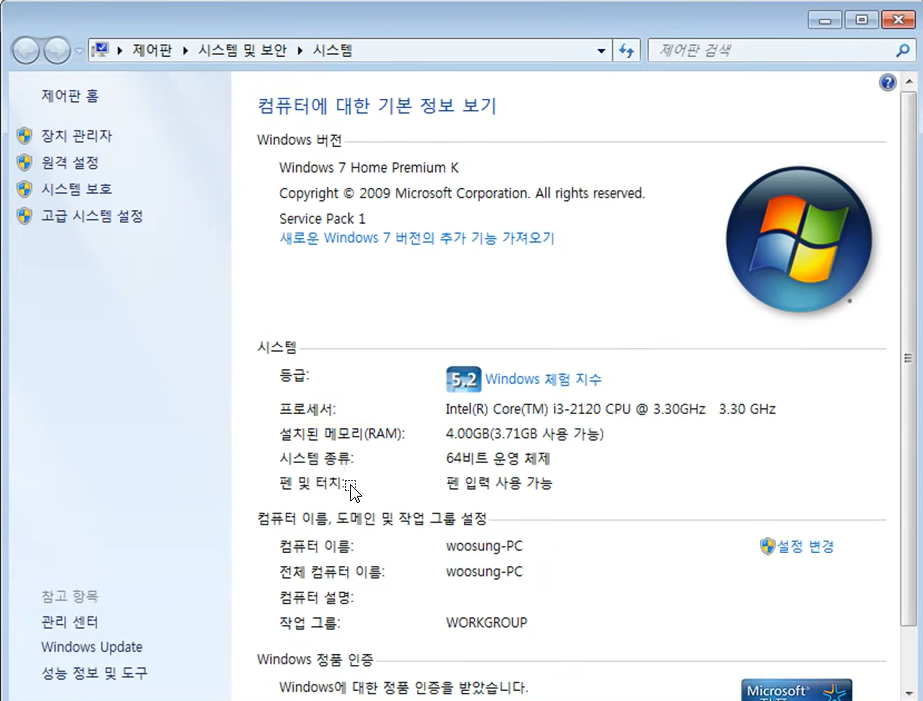 제어판 ▸ 시스템 및 보안 ▸ 시스템
제어판 검색
제어판 홈
장치 관리자
원격 설정
시스템 보호
고급 시스템 설정
참고 항목
관리 센터
Windows Update
성능 정보 및 도구
컴퓨터에 대한 기본 정보 보기
Windows 버전
Windows 7 Home Premium K
Copyright © 2009 Microsoft Corporation. All rights reserved.
Service Pack 1
새로운 Windows 7 버전의 추가 기능 가져오기
시스템
등급: 5.2 Windows 체험 지수
프로세서: Intel(R) Core(TM) i3-2120 CPU @ 3.30GHz 3.30 GHz
설치된 메모리(RAM): 4.00GB(3.71GB 사용 가능)
시스템 종류: 64비트 운영 체제
펜 및 터치: 펜 입력 사용 가능
컴퓨터 이름, 도메인 및 작업 그룹 설정
컴퓨터 이름: woosung-PC 설정 변경
전체 컴퓨터 이름: woosung-PC
컴퓨터 설명:
작업 그룹: WORKGROUP
Windows 정품 인증
Windows에 대한 정품 인증을 받았습니다.
Microsoft®